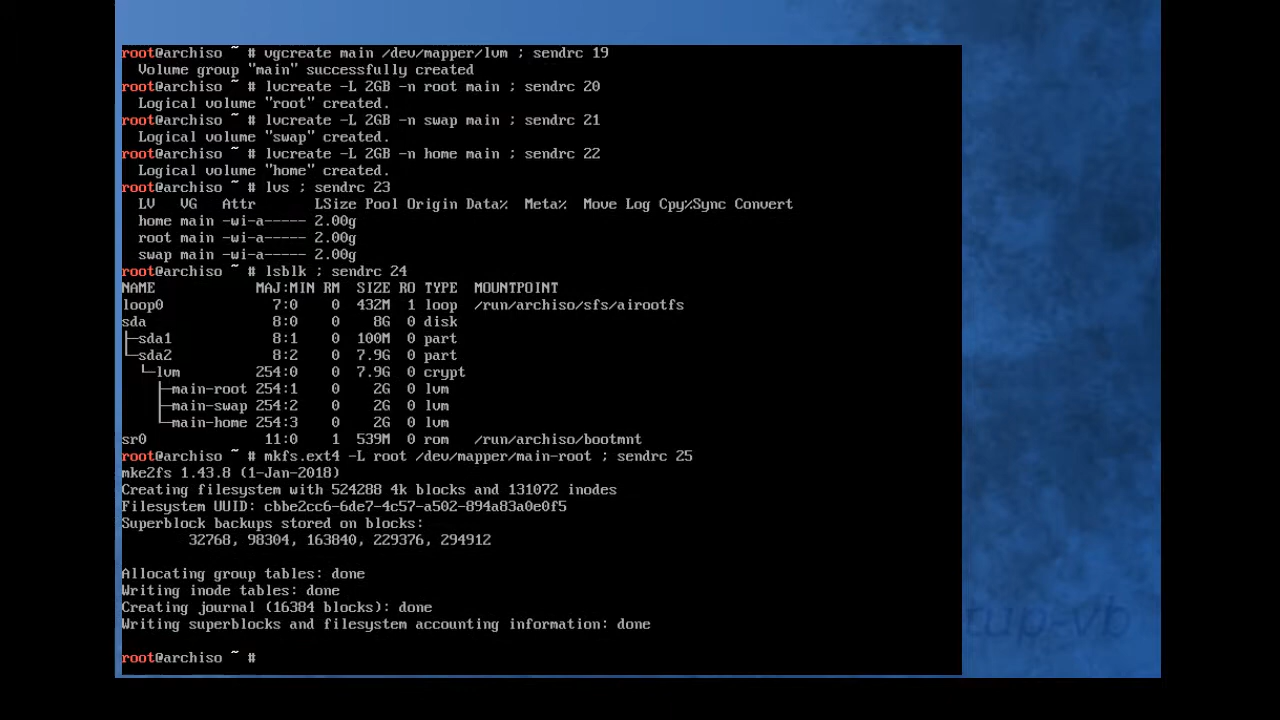 root@archiso ~ # vgcreate main /dev/mapper/lvm ; sendrc 19
  Volume group "main" successfully created
root@archiso ~ # lvcreate -L 2GB -n root main ; sendrc 20
  Logical volume "root" created.
root@archiso ~ # lvcreate -L 2GB -n swap main ; sendrc 21
  Logical volume "swap" created.
root@archiso ~ # lvcreate -L 2GB -n home main ; sendrc 22
  Logical volume "home" created.
root@archiso ~ # lvs ; sendrc 23
  LV   VG   Attr       LSize Pool Origin Data%  Meta%  Move Log Cpy%Sync Convert
  home main -wi-a----- 2.00g
  root main -wi-a----- 2.00g
  swap main -wi-a----- 2.00g
root@archiso ~ # lsblk ; sendrc 24
NAME            MAJ:MIN RM  SIZE RO TYPE  MOUNTPOINT
loop0             7:0    0  432M  1 loop  /run/archiso/sfs/airootfs
sda               8:0    0    8G  0 disk
├─sda1            8:1    0  100M  0 part
└─sda2            8:2    0  7.9G  0 part
  └─lvm         254:0    0  7.9G  0 crypt
    ├─main-root 254:1    0    2G  0 lvm
    ├─main-swap 254:2    0    2G  0 lvm
    └─main-home 254:3    0    2G  0 lvm
sr0              11:0    1  539M  0 rom   /run/archiso/bootmnt
root@archiso ~ # mkfs.ext4 -L root /dev/mapper/main-root ; sendrc 25
mke2fs 1.43.8 (1-Jan-2018)
Creating filesystem with 524288 4k blocks and 131072 inodes
Filesystem UUID: cbbe2cc6-6de7-4c57-a502-894a83a0e0f5
Superblock backups stored on blocks:
        32768, 98304, 163840, 229376, 294912

Allocating group tables: done
Writing inode tables: done
Creating journal (16384 blocks): done
Writing superblocks and filesystem accounting information: done

root@archiso ~ #
tup-vb